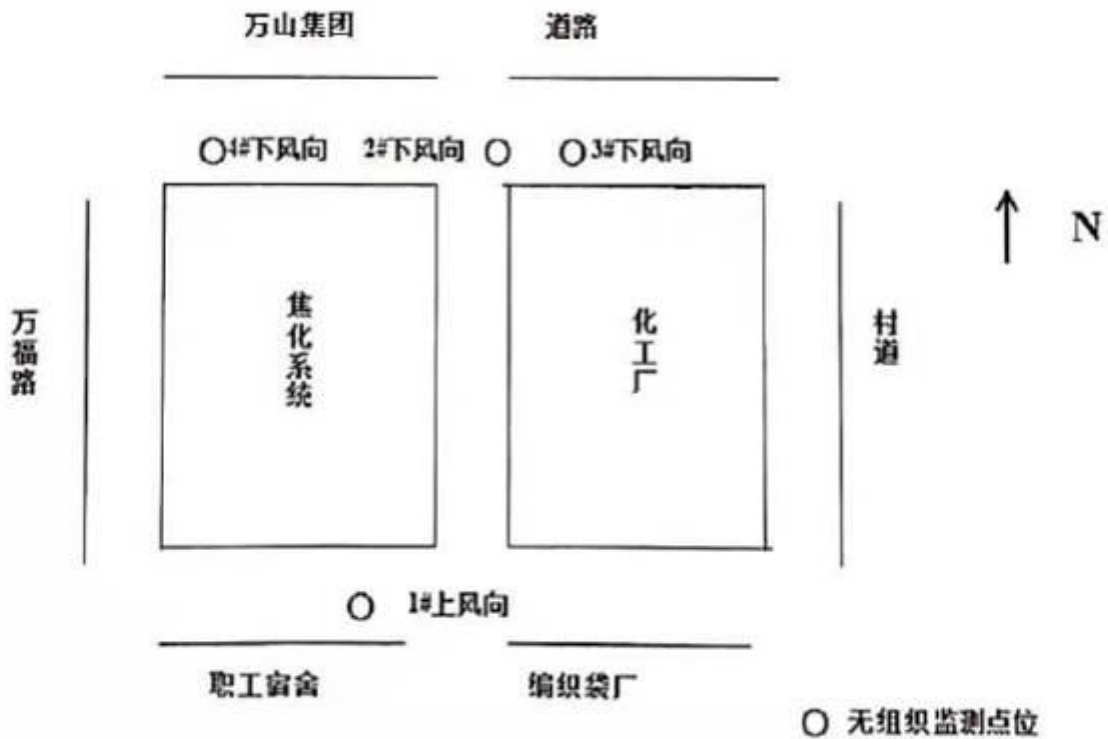 万山集团 道路
4#下风向 2#下风向 3#下风向
N
万福路
焦化系统
化工厂
村道
1#上风向
职工宿舍 编织袋厂
无组织监测点位